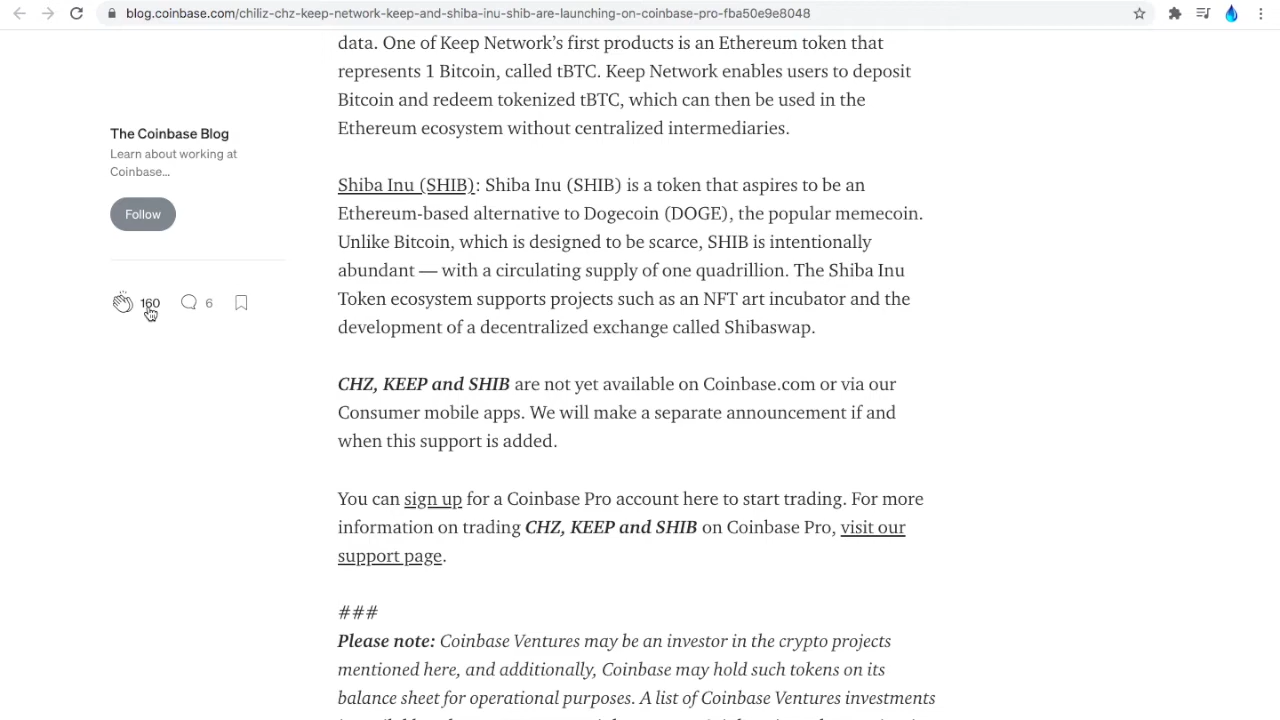 blog.coinbase.com/chiliz-chz-keep-network-keep-and-shiba-inu-shib-are-launching-on-coinbase-pro-fba50e9e8048
data. One of Keep Network’s first products is an Ethereum token that
represents 1 Bitcoin, called tBTC. Keep Network enables users to deposit
Bitcoin and redeem tokenized tBTC, which can then be used in the
Ethereum ecosystem without centralized intermediaries.
The Coinbase Blog
Learn about working at
Coinbase...
Follow
160 6
Shiba Inu (SHIB): Shiba Inu (SHIB) is a token that aspires to be an
Ethereum-based alternative to Dogecoin (DOGE), the popular memecoin.
Unlike Bitcoin, which is designed to be scarce, SHIB is intentionally
abundant — with a circulating supply of one quadrillion. The Shiba Inu
Token ecosystem supports projects such as an NFT art incubator and the
development of a decentralized exchange called Shibaswap.
CHZ, KEEP and SHIB are not yet available on Coinbase.com or via our
Consumer mobile apps. We will make a separate announcement if and
when this support is added.
You can sign up for a Coinbase Pro account here to start trading. For more
information on trading CHZ, KEEP and SHIB on Coinbase Pro, visit our
support page.
###
Please note: Coinbase Ventures may be an investor in the crypto projects
mentioned here, and additionally, Coinbase may hold such tokens on its
balance sheet for operational purposes. A list of Coinbase Ventures investments